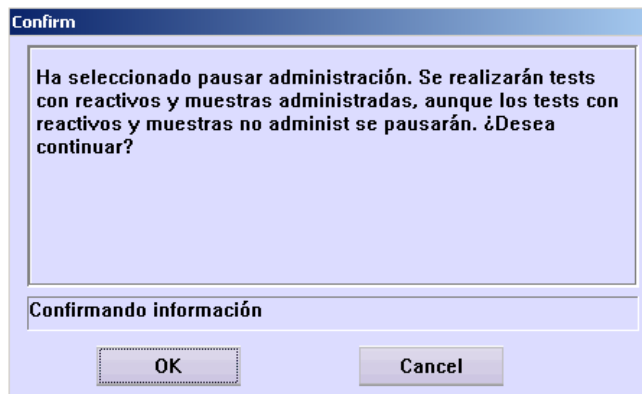 Confirm
Ha seleccionado pausar administración. Se realizarán tests
con reactivos y muestras administradas, aunque los tests con
reactivos y muestras no administ se pausarán. ¿Desea
continuar?
Confirmando información
OK
Cancel